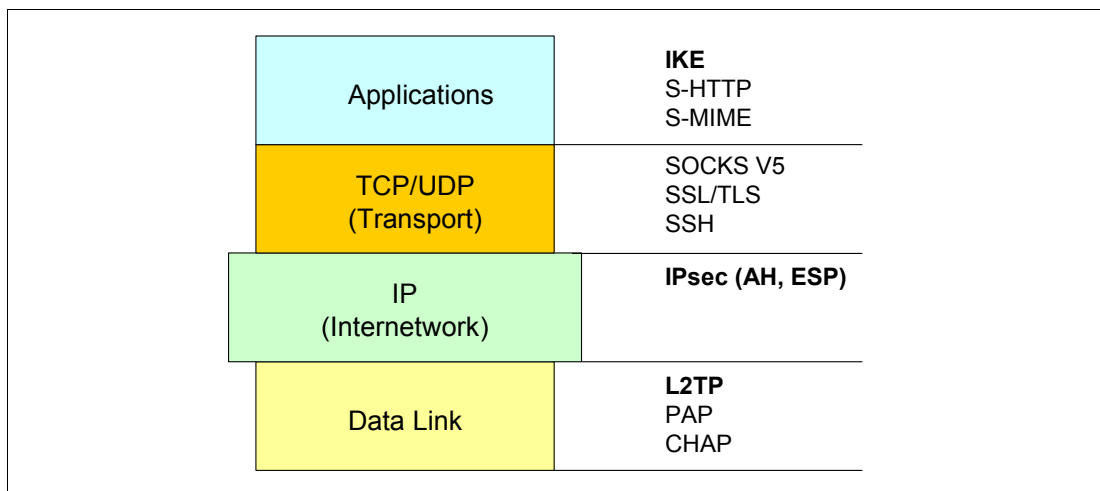 Applications
IKE
S-HTTP
S-MIME
TCP/UDP
(Transport)
SOCKS V5
SSL/TLS
SSH
IP
(Internetwork)
IPsec (AH, ESP)
Data Link
L2TP
PAP
CHAP